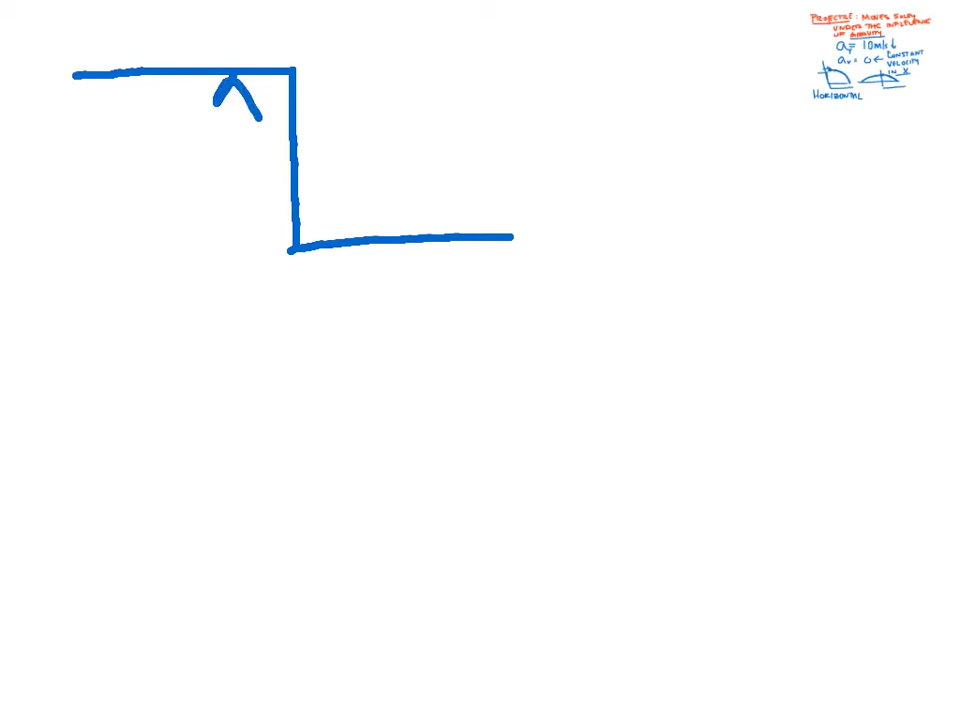 PROJECTILE: MOVES SOLELY
UNDER THE INFLUENCE
OF GRAVITY
ay = 10m/s² ↓
ax = 0 ← CONSTANT
VELOCITY
IN X
HORIZONTAL